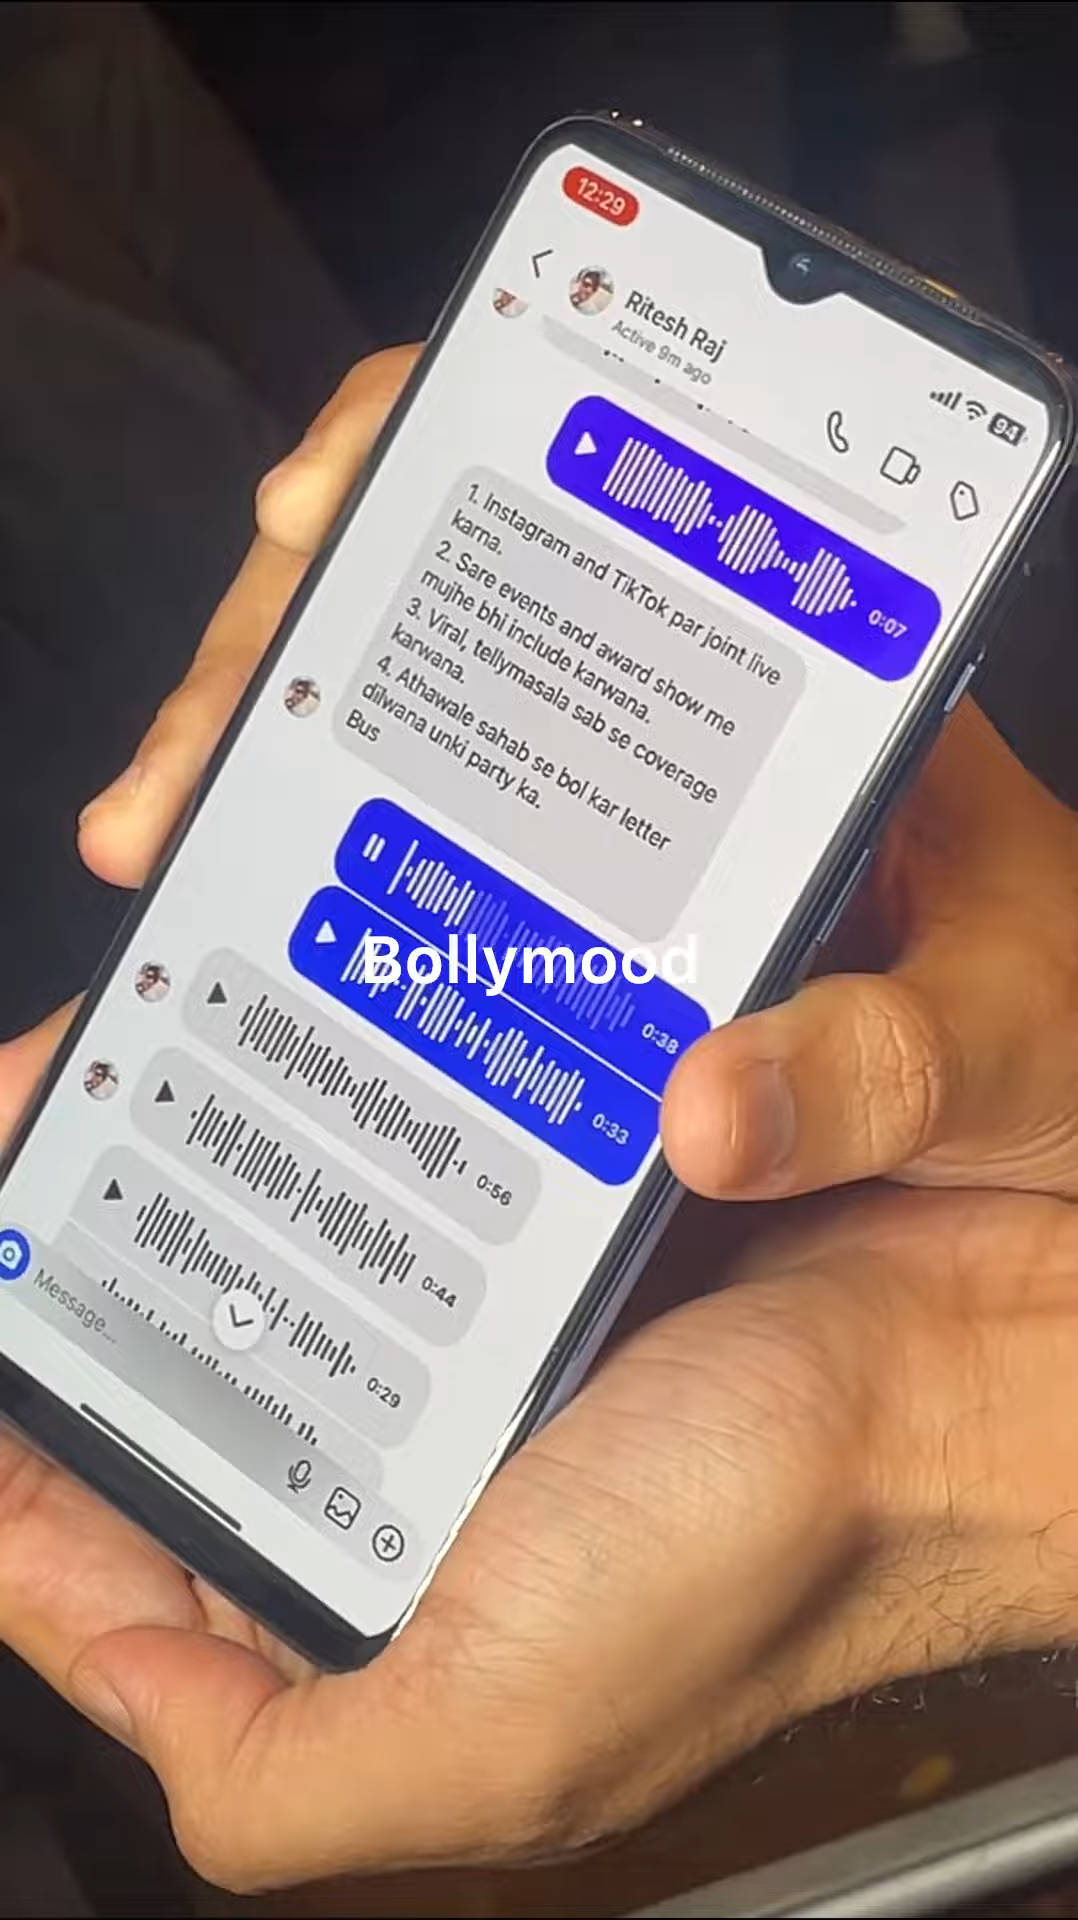 12:29
94
Ritesh Raj
Active 9m ago
0:07
1. Instagram and TikTok par joint live
karna.
2. Sare events and award show me
mujhe bhi include karwana.
3. Viral, tellymasala sab se coverage
karwana.
4. Athawale sahab se bol kar letter
dilwana unki party ka.
Bus
0:38
Bollymood
0:33
0:56
0:44
0:29
Message...